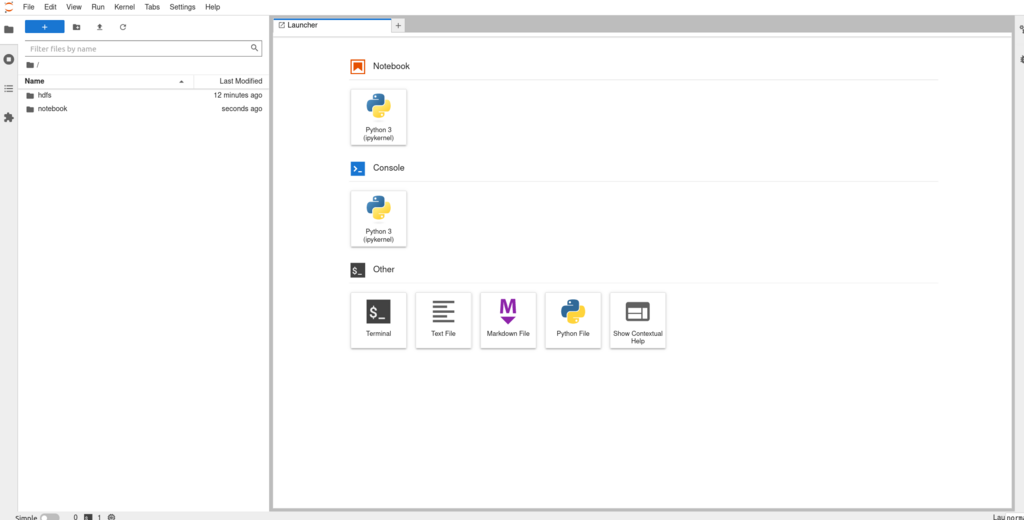 File Edit View Run Kernel Tabs Settings Help
+
Filter files by name
/
Name Last Modified
hdfs 12 minutes ago
notebook seconds ago
Launcher +
Notebook
Python 3
(ipykernel)
Console
Python 3
(ipykernel)
$_ Other
$_
Terminal
Text File
M
Markdown File
Python File
Show Contextual
Help
Simple 0 1